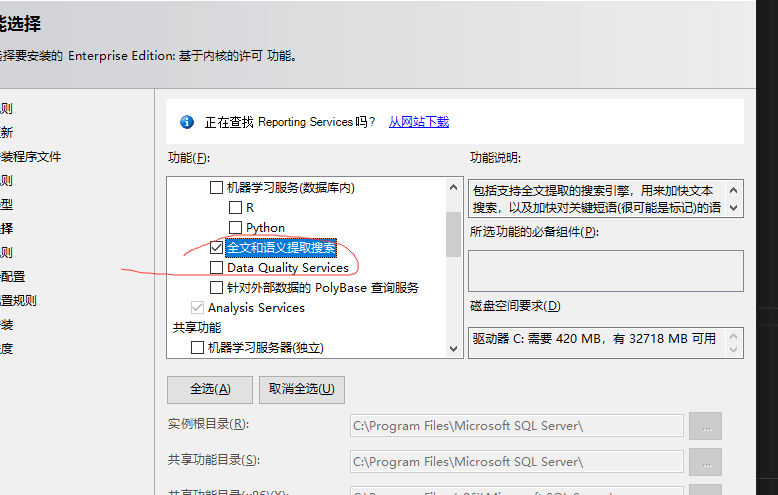 能选择
选择要安装的 Enterprise Edition: 基于内核的许可 功能。
规则
更新
安装程序文件
规则
类型
选择
规则
配置
配置规则
安装
进度
正在查找 Reporting Services 吗? 从网站下载
功能(F):
机器学习服务(数据库内)
R
Python
全文和语义提取搜索
Data Quality Services
针对外部数据的 PolyBase 查询服务
Analysis Services
共享功能
机器学习服务器(独立)
功能说明:
包括支持全文提取的搜索引擎，用来加快文本
搜索，以及加快对关键短语(很可能是标记)的语
所选功能的必备组件(P):
磁盘空间要求(D)
驱动器 C: 需要 420 MB，有 32718 MB 可用
全选(A)
取消全选(U)
实例根目录(R):
C:\Program Files\Microsoft SQL Server\
...
共享功能目录(S):
C:\Program Files\Microsoft SQL Server\
...